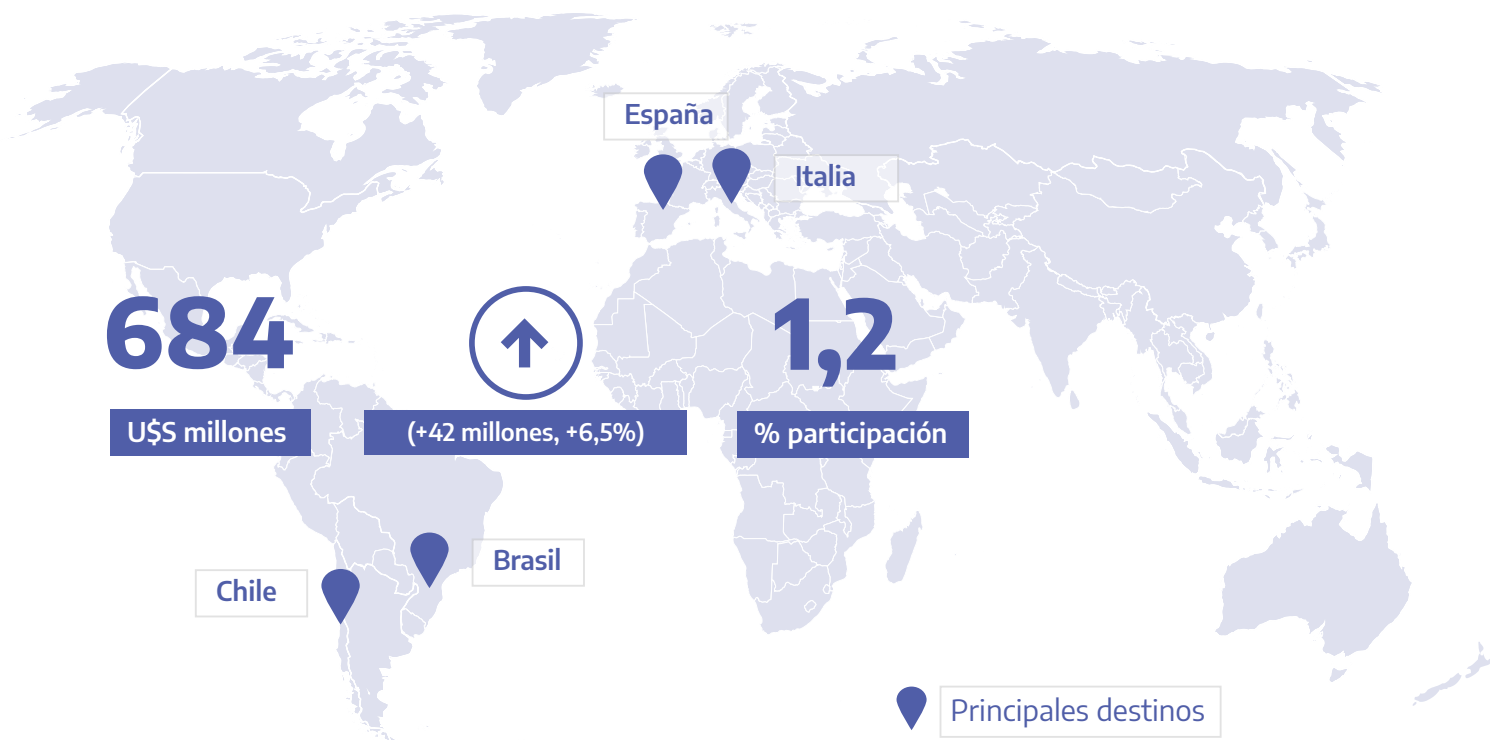 España
Italia
684
1,2
U$S millones
(+42 millones, +6,5%)
% participación
Brasil
Chile
Principales destinos